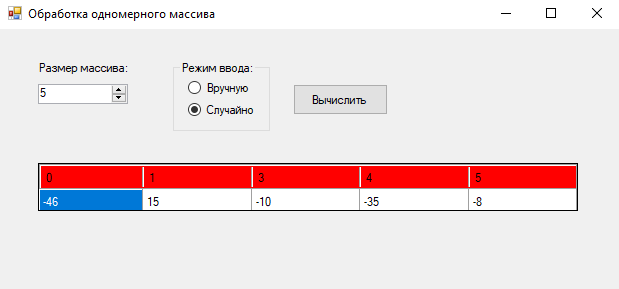 Обработка одномерного массива
Размер массива:
5
Режим ввода:
Вручную
Случайно
Вычислить
0 1 3 4 5
-46 15 -10 -35 -8